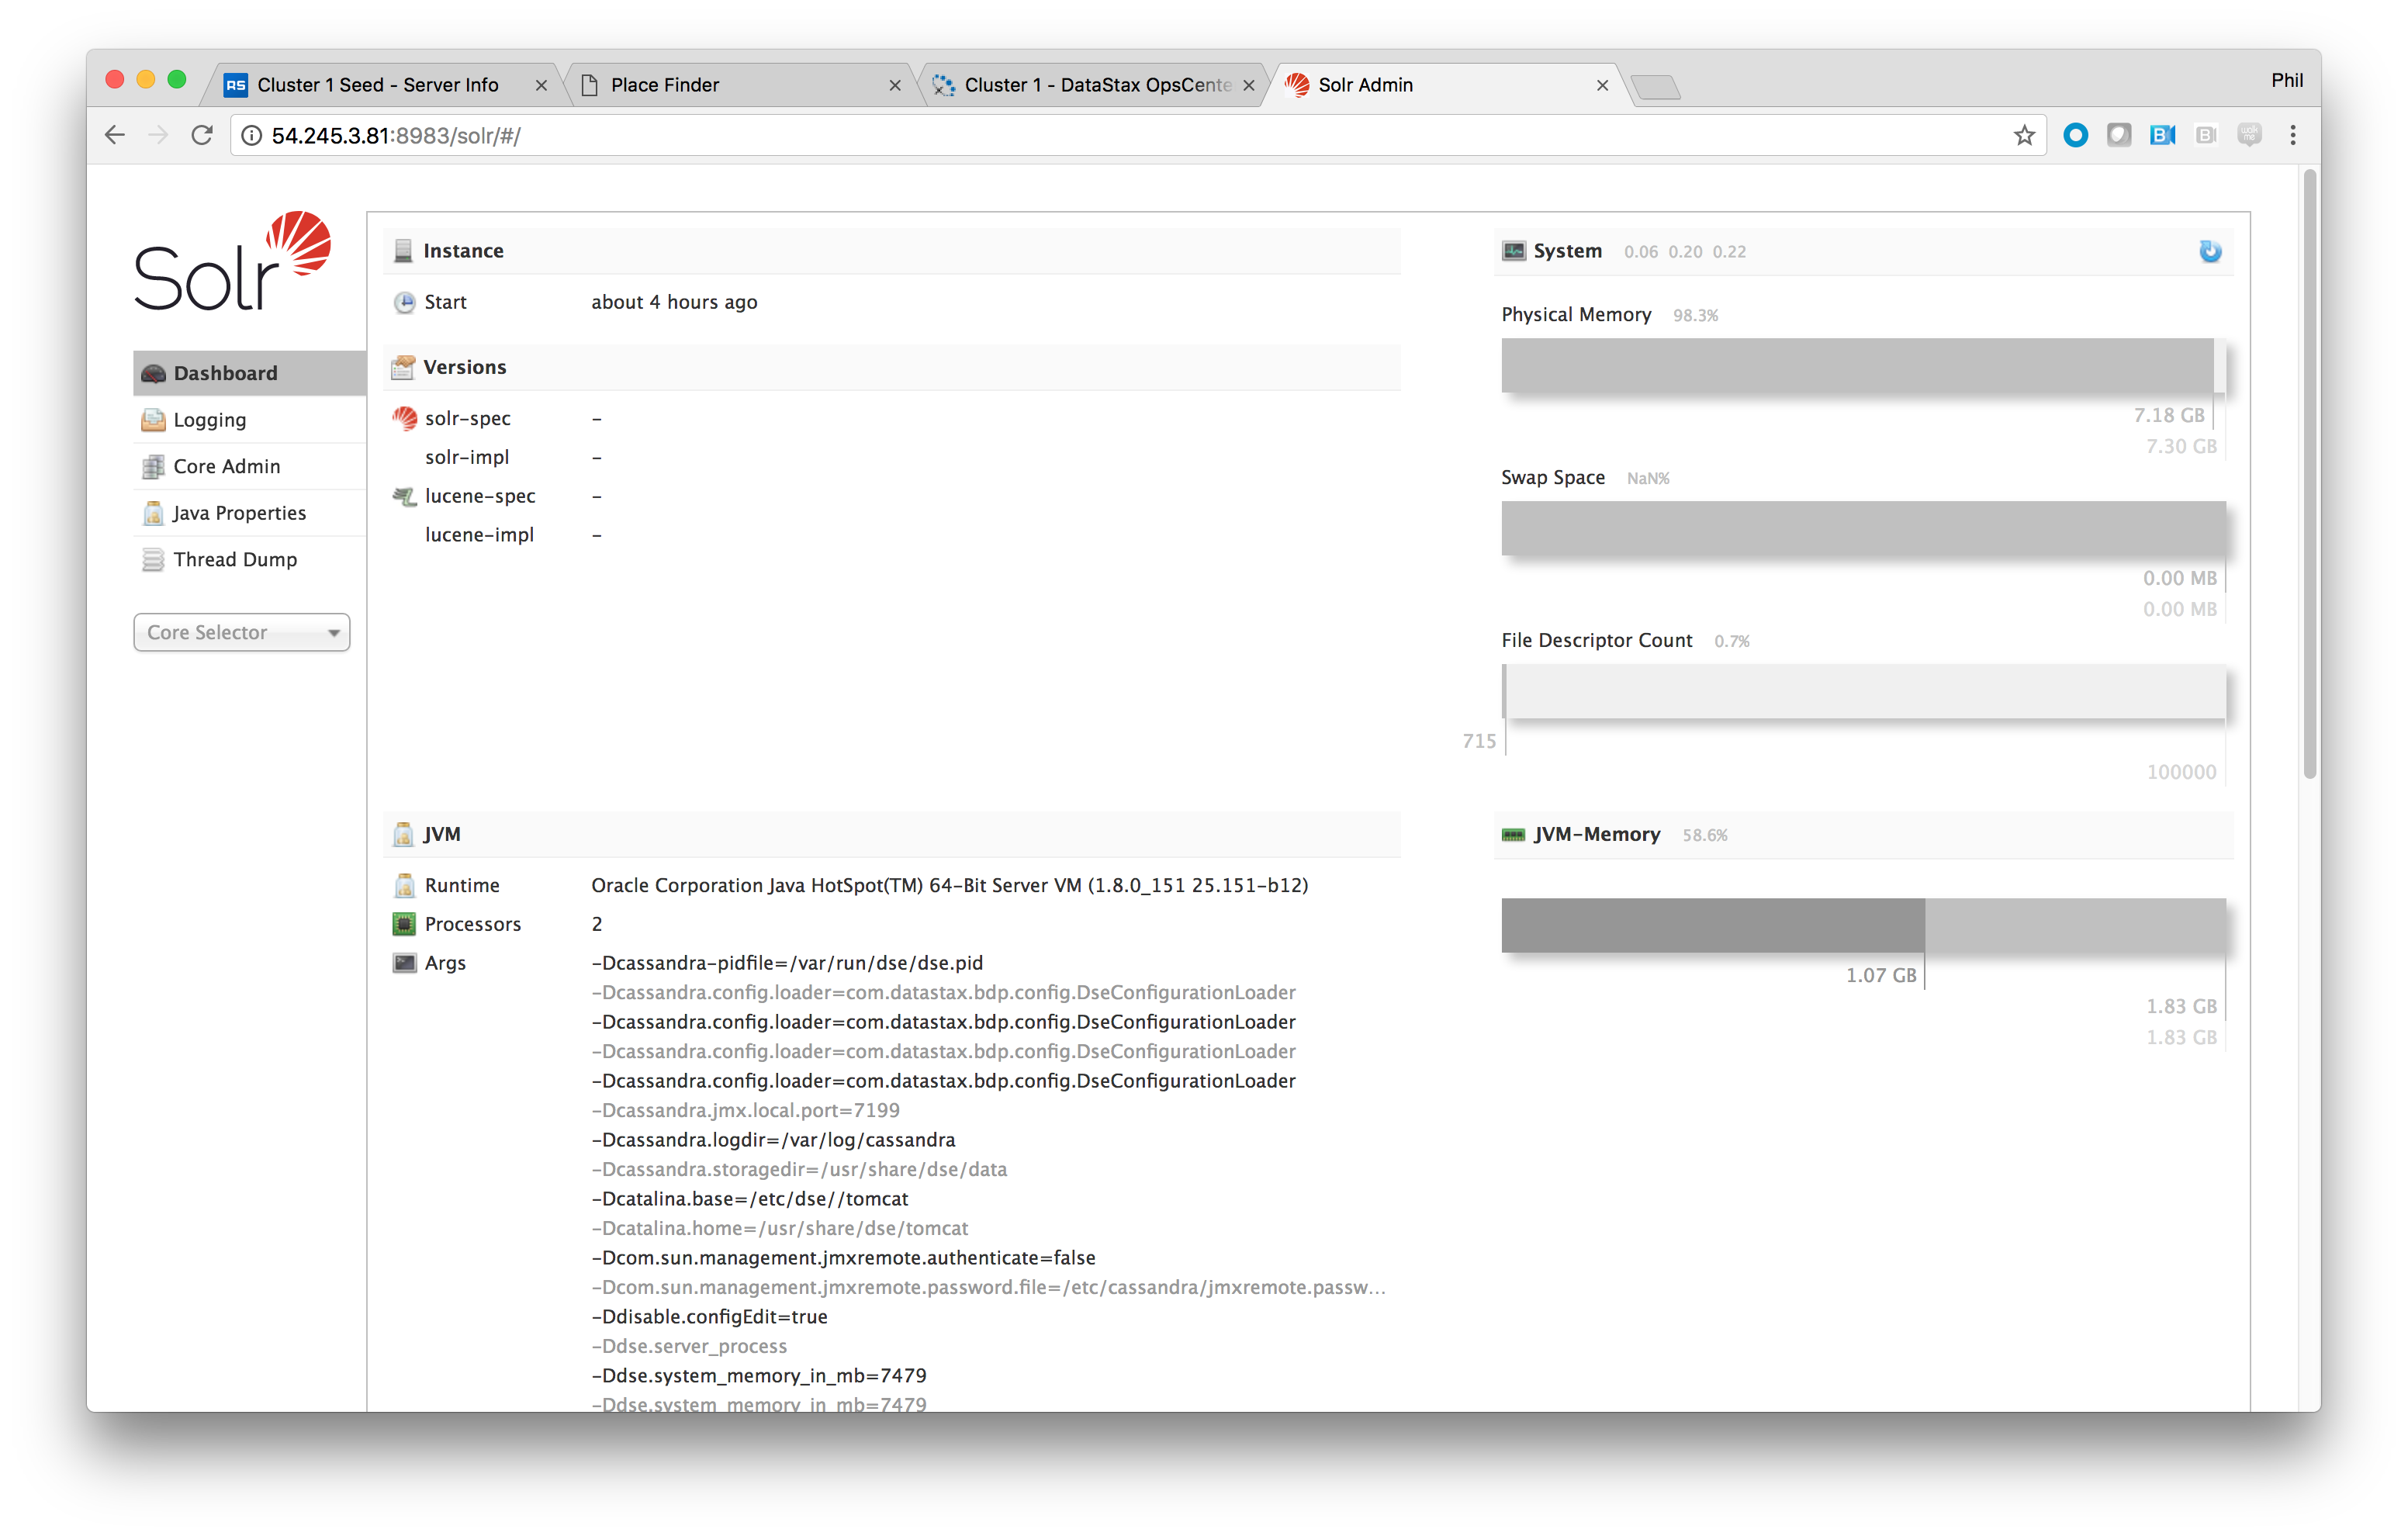 Cluster 1 Seed - Server Info
Place Finder
Cluster 1 - DataStax OpsCente
Solr Admin
Phil
54.245.3.81:8983/solr/#/
Solr
Dashboard
Logging
Core Admin
Java Properties
Thread Dump
Core Selector
Instance
Start about 4 hours ago
Versions
solr-spec –
solr-impl –
lucene-spec –
lucene-impl –
JVM
Runtime Oracle Corporation Java HotSpot(TM) 64-Bit Server VM (1.8.0_151 25.151-b12)
Processors 2
Args -Dcassandra-pidfile=/var/run/dse/dse.pid
-Dcassandra.config.loader=com.datastax.bdp.config.DseConfigurationLoader
-Dcassandra.config.loader=com.datastax.bdp.config.DseConfigurationLoader
-Dcassandra.config.loader=com.datastax.bdp.config.DseConfigurationLoader
-Dcassandra.config.loader=com.datastax.bdp.config.DseConfigurationLoader
-Dcassandra.jmx.local.port=7199
-Dcassandra.logdir=/var/log/cassandra
-Dcassandra.storagedir=/usr/share/dse/data
-Dcatalina.base=/etc/dse//tomcat
-Dcatalina.home=/usr/share/dse/tomcat
-Dcom.sun.management.jmxremote.authenticate=false
-Dcom.sun.management.jmxremote.password.file=/etc/cassandra/jmxremote.passw...
-Ddisable.configEdit=true
-Ddse.server_process
-Ddse.system_memory_in_mb=7479
-Ddse.system_memory_in_mb=7479
System 0.06 0.20 0.22
Physical Memory 98.3%
7.18 GB
7.30 GB
Swap Space NaN%
0.00 MB
0.00 MB
File Descriptor Count 0.7%
715
100000
JVM-Memory 58.6%
1.07 GB
1.83 GB
1.83 GB